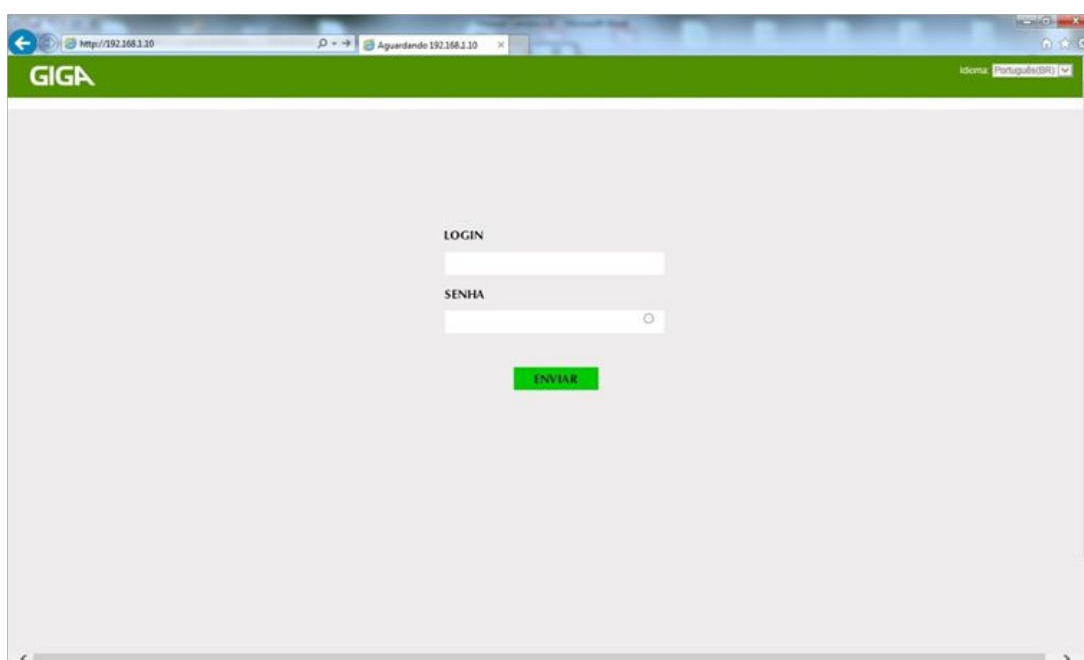 http://192.168.1.10
Aguardando 192.168.1.10
GIGA
Idioma: Português(BR)
LOGIN
SENHA
ENVIAR